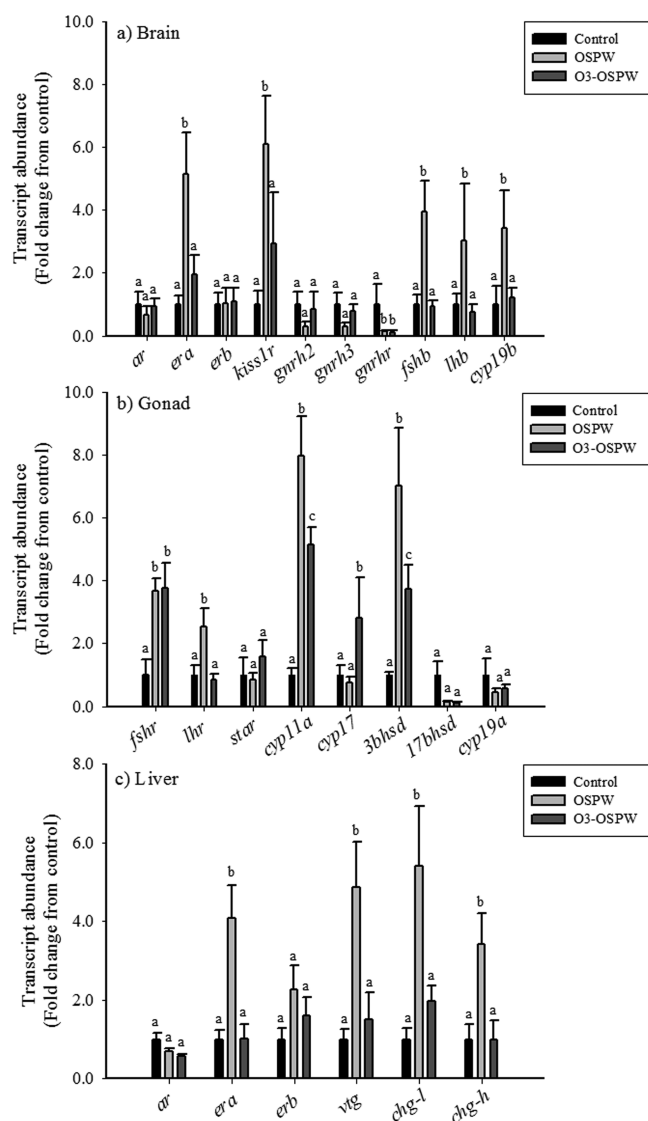 a) Brain
Control
OSPW
O3-OSPW
Transcript abundance
(Fold change from control)
10.0
8.0
6.0
4.0
2.0
0.0
a a a
a b a
a a a
a b a
a a a
a a a
a b b
a b a
a b a
a b a
ar era erb kiss1r gnrh2 gnrh3 gnrhr fshb lhb cyp19b
b) Gonad
Control
OSPW
O3-OSPW
Transcript abundance
(Fold change from control)
10.0
8.0
6.0
4.0
2.0
0.0
a b b
a b a
a a a
a b c
a a b
a b c
a a a
a a a
fshr lhr star cyp11a cyp17 3bhsd 17bhsd cyp19a
c) Liver
Control
OSPW
O3-OSPW
Transcript abundance
(Fold change from control)
8.0
6.0
4.0
2.0
0.0
a a a
a b a
a a a
a b a
a b a
a b a
ar era erb vtg chg-l chg-h